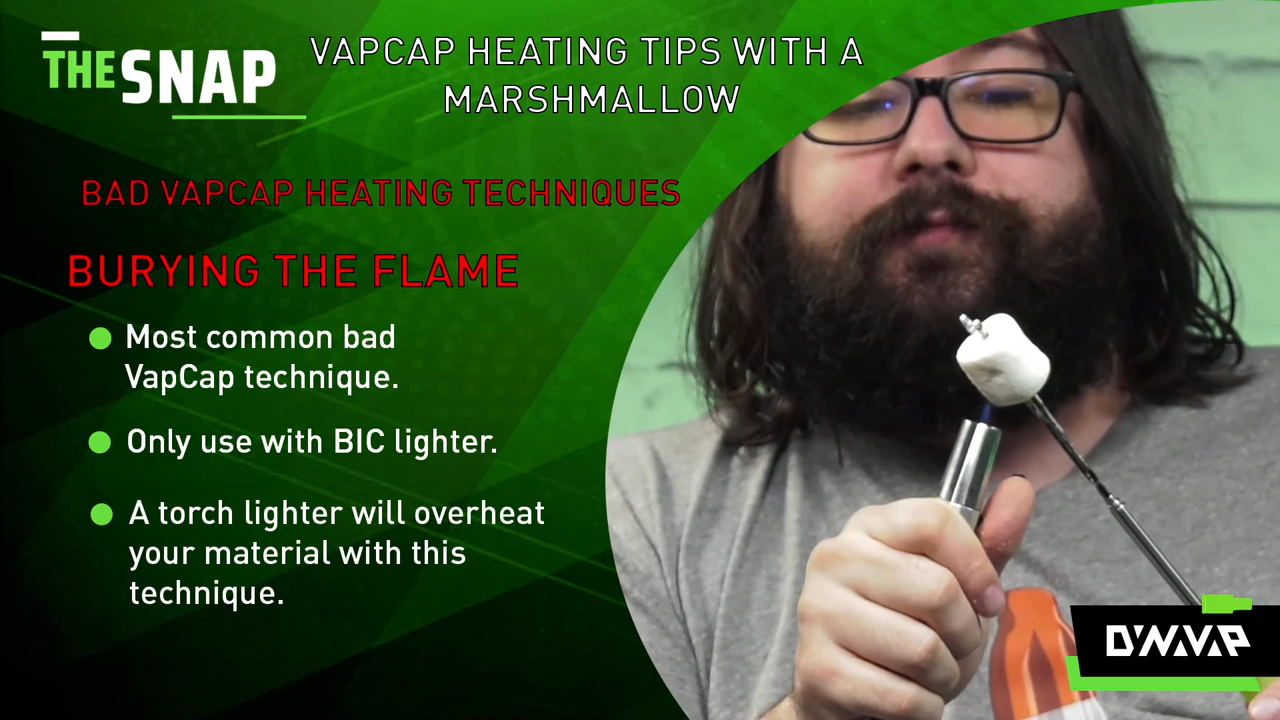 THE SNAP
VAPCAP HEATING TIPS WITH A
MARSHMALLOW
BAD VAPCAP HEATING TECHNIQUES
BURYING THE FLAME
Most common bad
VapCap technique.
Only use with BIC lighter.
A torch lighter will overheat
your material with this
technique.
DYNAVAP